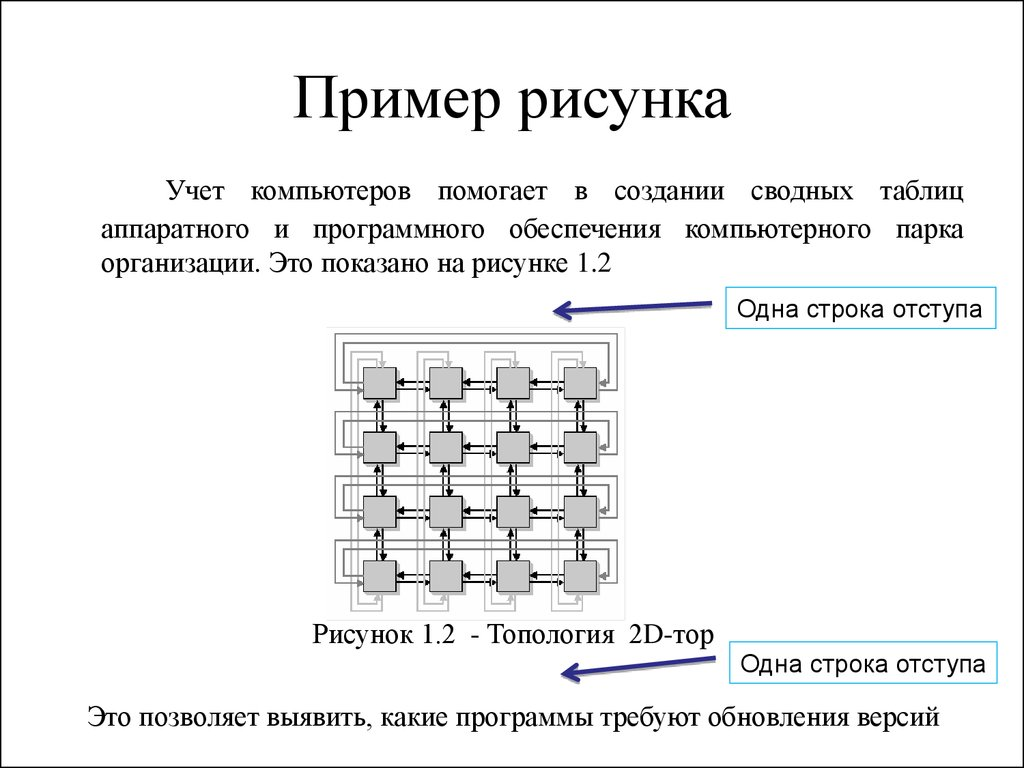 Пример рисунка
Учет компьютеров помогает в создании сводных таблиц
аппаратного и программного обеспечения компьютерного парка
организации. Это показано на рисунке 1.2
Одна строка отступа
Рисунок 1.2 - Топология 2D-тор
Одна строка отступа
Это позволяет выявить, какие программы требуют обновления версий